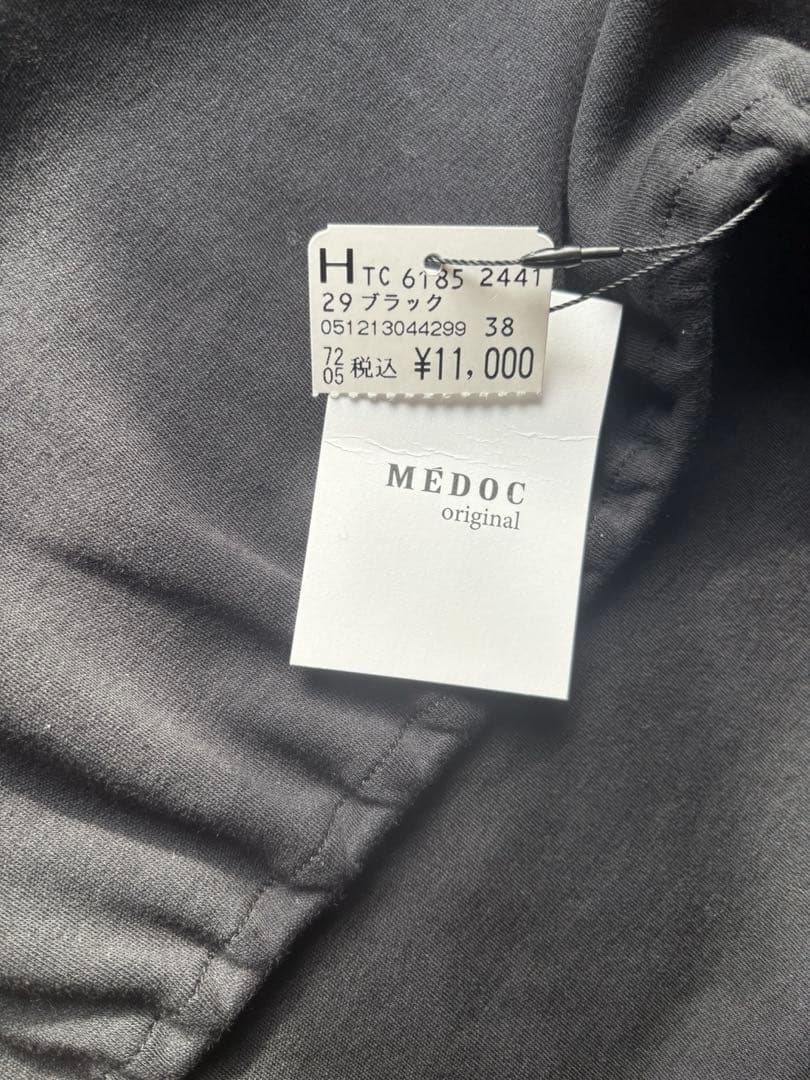 H TC 6185 2441
29 ブラック
051213044299 38
72
05 税込 ¥11,000
MÉDOC
original